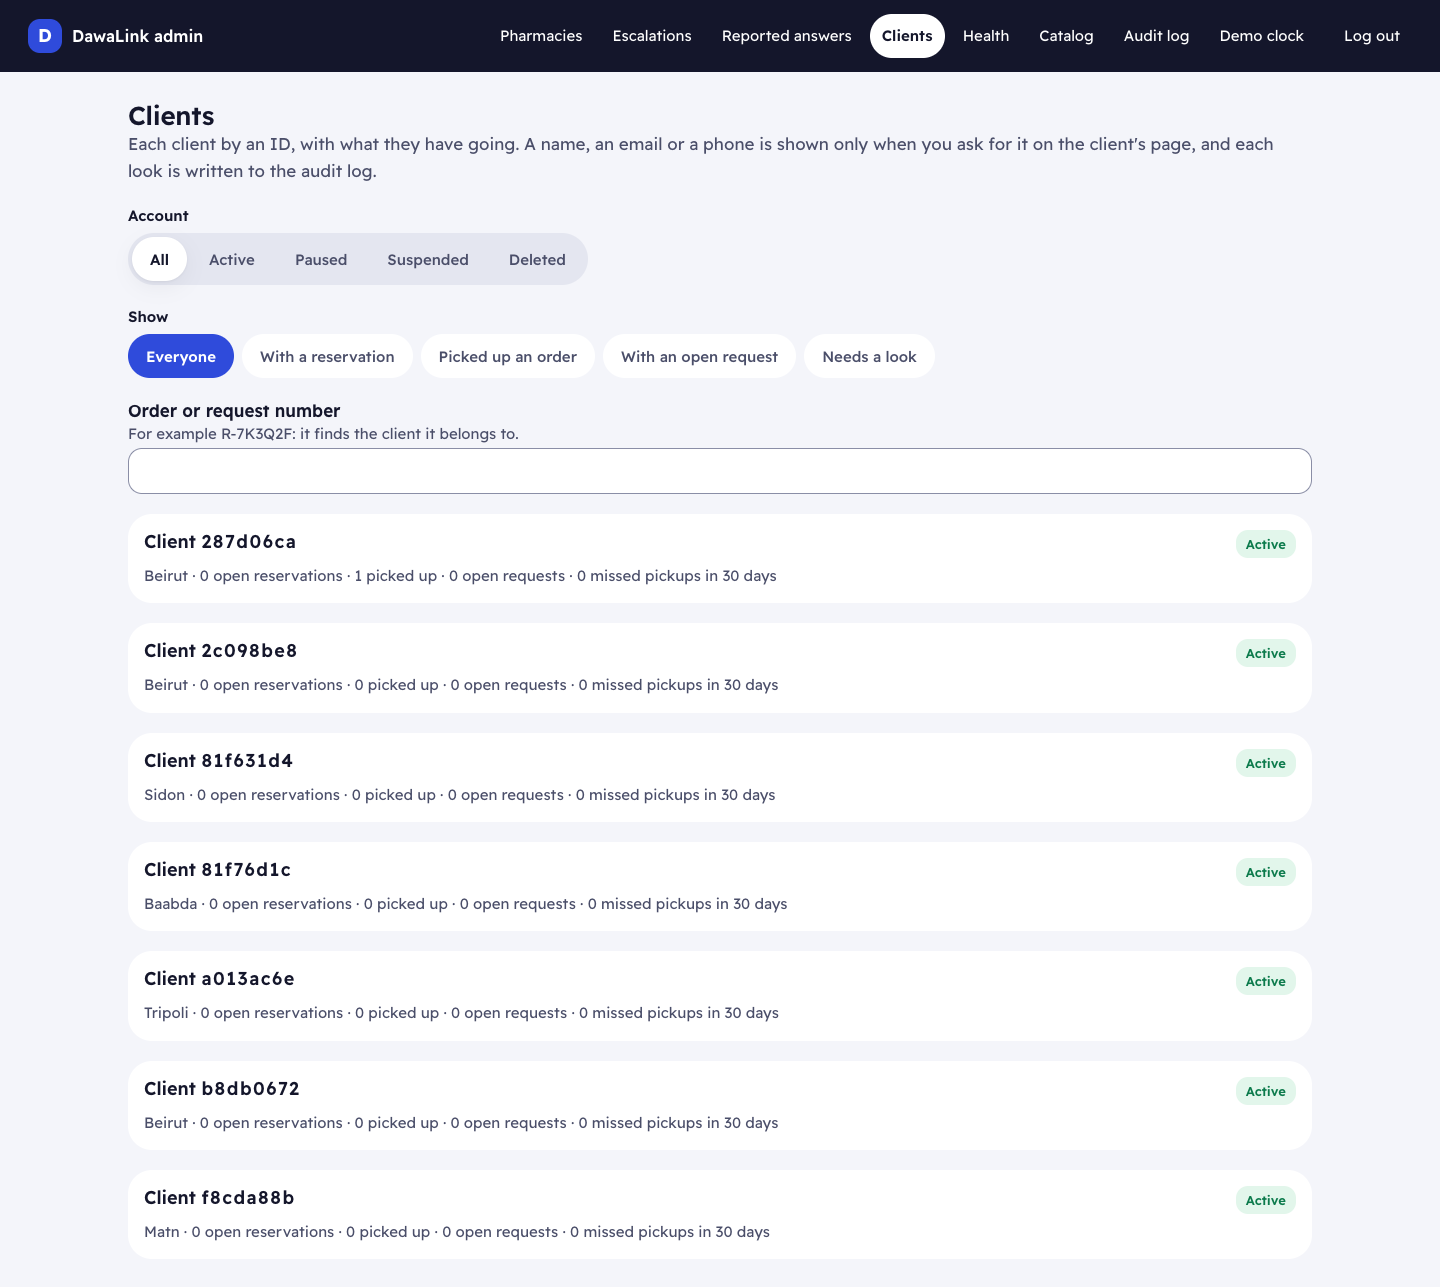 D DawaLink admin
Pharmacies Escalations Reported answers Clients Health Catalog Audit log Demo clock Log out
Clients
Each client by an ID, with what they have going. A name, an email or a phone is shown only when you ask for it on the client's page, and each
look is written to the audit log.
Account
All Active Paused Suspended Deleted
Show
Everyone With a reservation Picked up an order With an open request Needs a look
Order or request number
For example R-7K3Q2F: it finds the client it belongs to.
Client 287d06ca Active
Beirut · 0 open reservations · 1 picked up · 0 open requests · 0 missed pickups in 30 days
Client 2c098be8 Active
Beirut · 0 open reservations · 0 picked up · 0 open requests · 0 missed pickups in 30 days
Client 81f631d4 Active
Sidon · 0 open reservations · 0 picked up · 0 open requests · 0 missed pickups in 30 days
Client 81f76d1c Active
Baabda · 0 open reservations · 0 picked up · 0 open requests · 0 missed pickups in 30 days
Client a013ac6e Active
Tripoli · 0 open reservations · 0 picked up · 0 open requests · 0 missed pickups in 30 days
Client b8db0672 Active
Beirut · 0 open reservations · 0 picked up · 0 open requests · 0 missed pickups in 30 days
Client f8cda88b Active
Matn · 0 open reservations · 0 picked up · 0 open requests · 0 missed pickups in 30 days